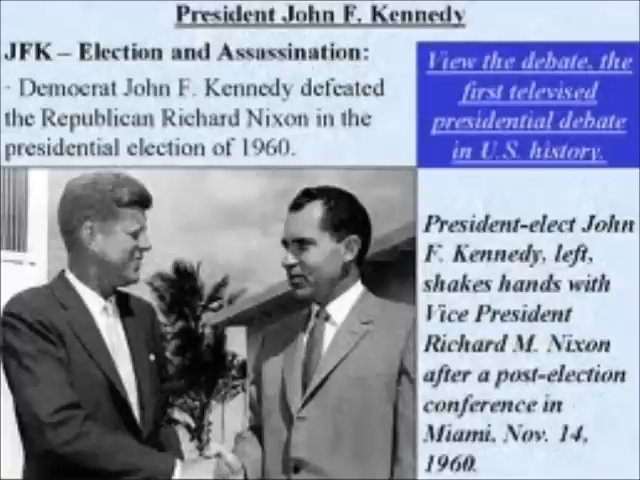 President John F. Kennedy
JFK – Election and Assassination:
· Democrat John F. Kennedy defeated
the Republican Richard Nixon in the
presidential election of 1960.
View the debate, the
first televised
presidential debate
in U.S. history.
President-elect John
F. Kennedy, left,
shakes hands with
Vice President
Richard M. Nixon
after a post-election
conference in
Miami, Nov. 14,
1960.